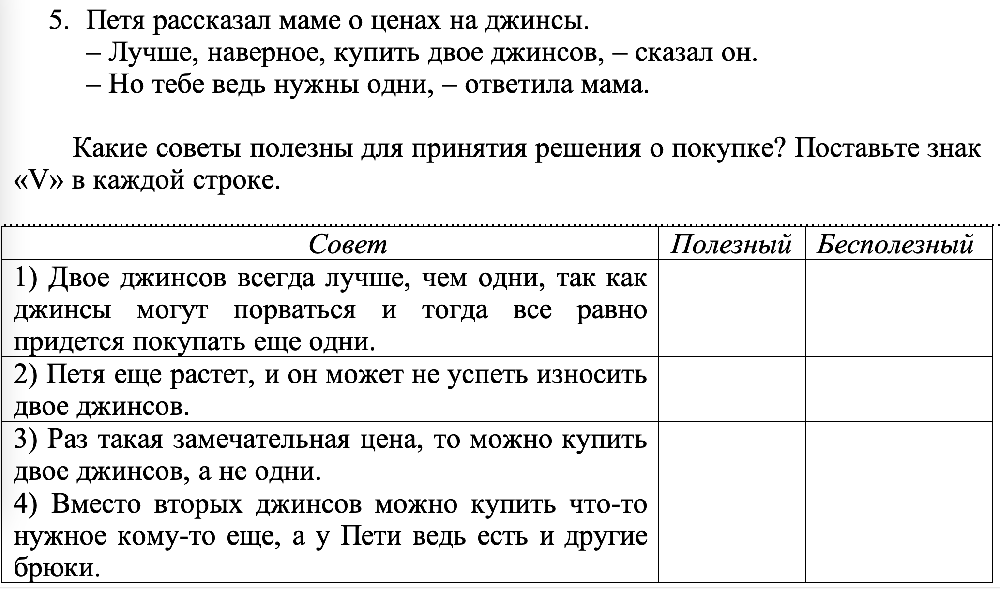 5. Петя рассказал маме о ценах на джинсы.
– Лучше, наверное, купить двое джинсов, – сказал он.
– Но тебе ведь нужны одни, – ответила мама.
Какие советы полезны для принятия решения о покупке? Поставьте знак
«V» в каждой строке.
Совет Полезный Бесполезный
1) Двое джинсов всегда лучше, чем одни, так как
джинсы могут порваться и тогда все равно
придется покупать еще одни.
2) Петя еще растет, и он может не успеть износить
двое джинсов.
3) Раз такая замечательная цена, то можно купить
двое джинсов, а не одни.
4) Вместо вторых джинсов можно купить что-то
нужное кому-то еще, а у Пети ведь есть и другие
брюки.